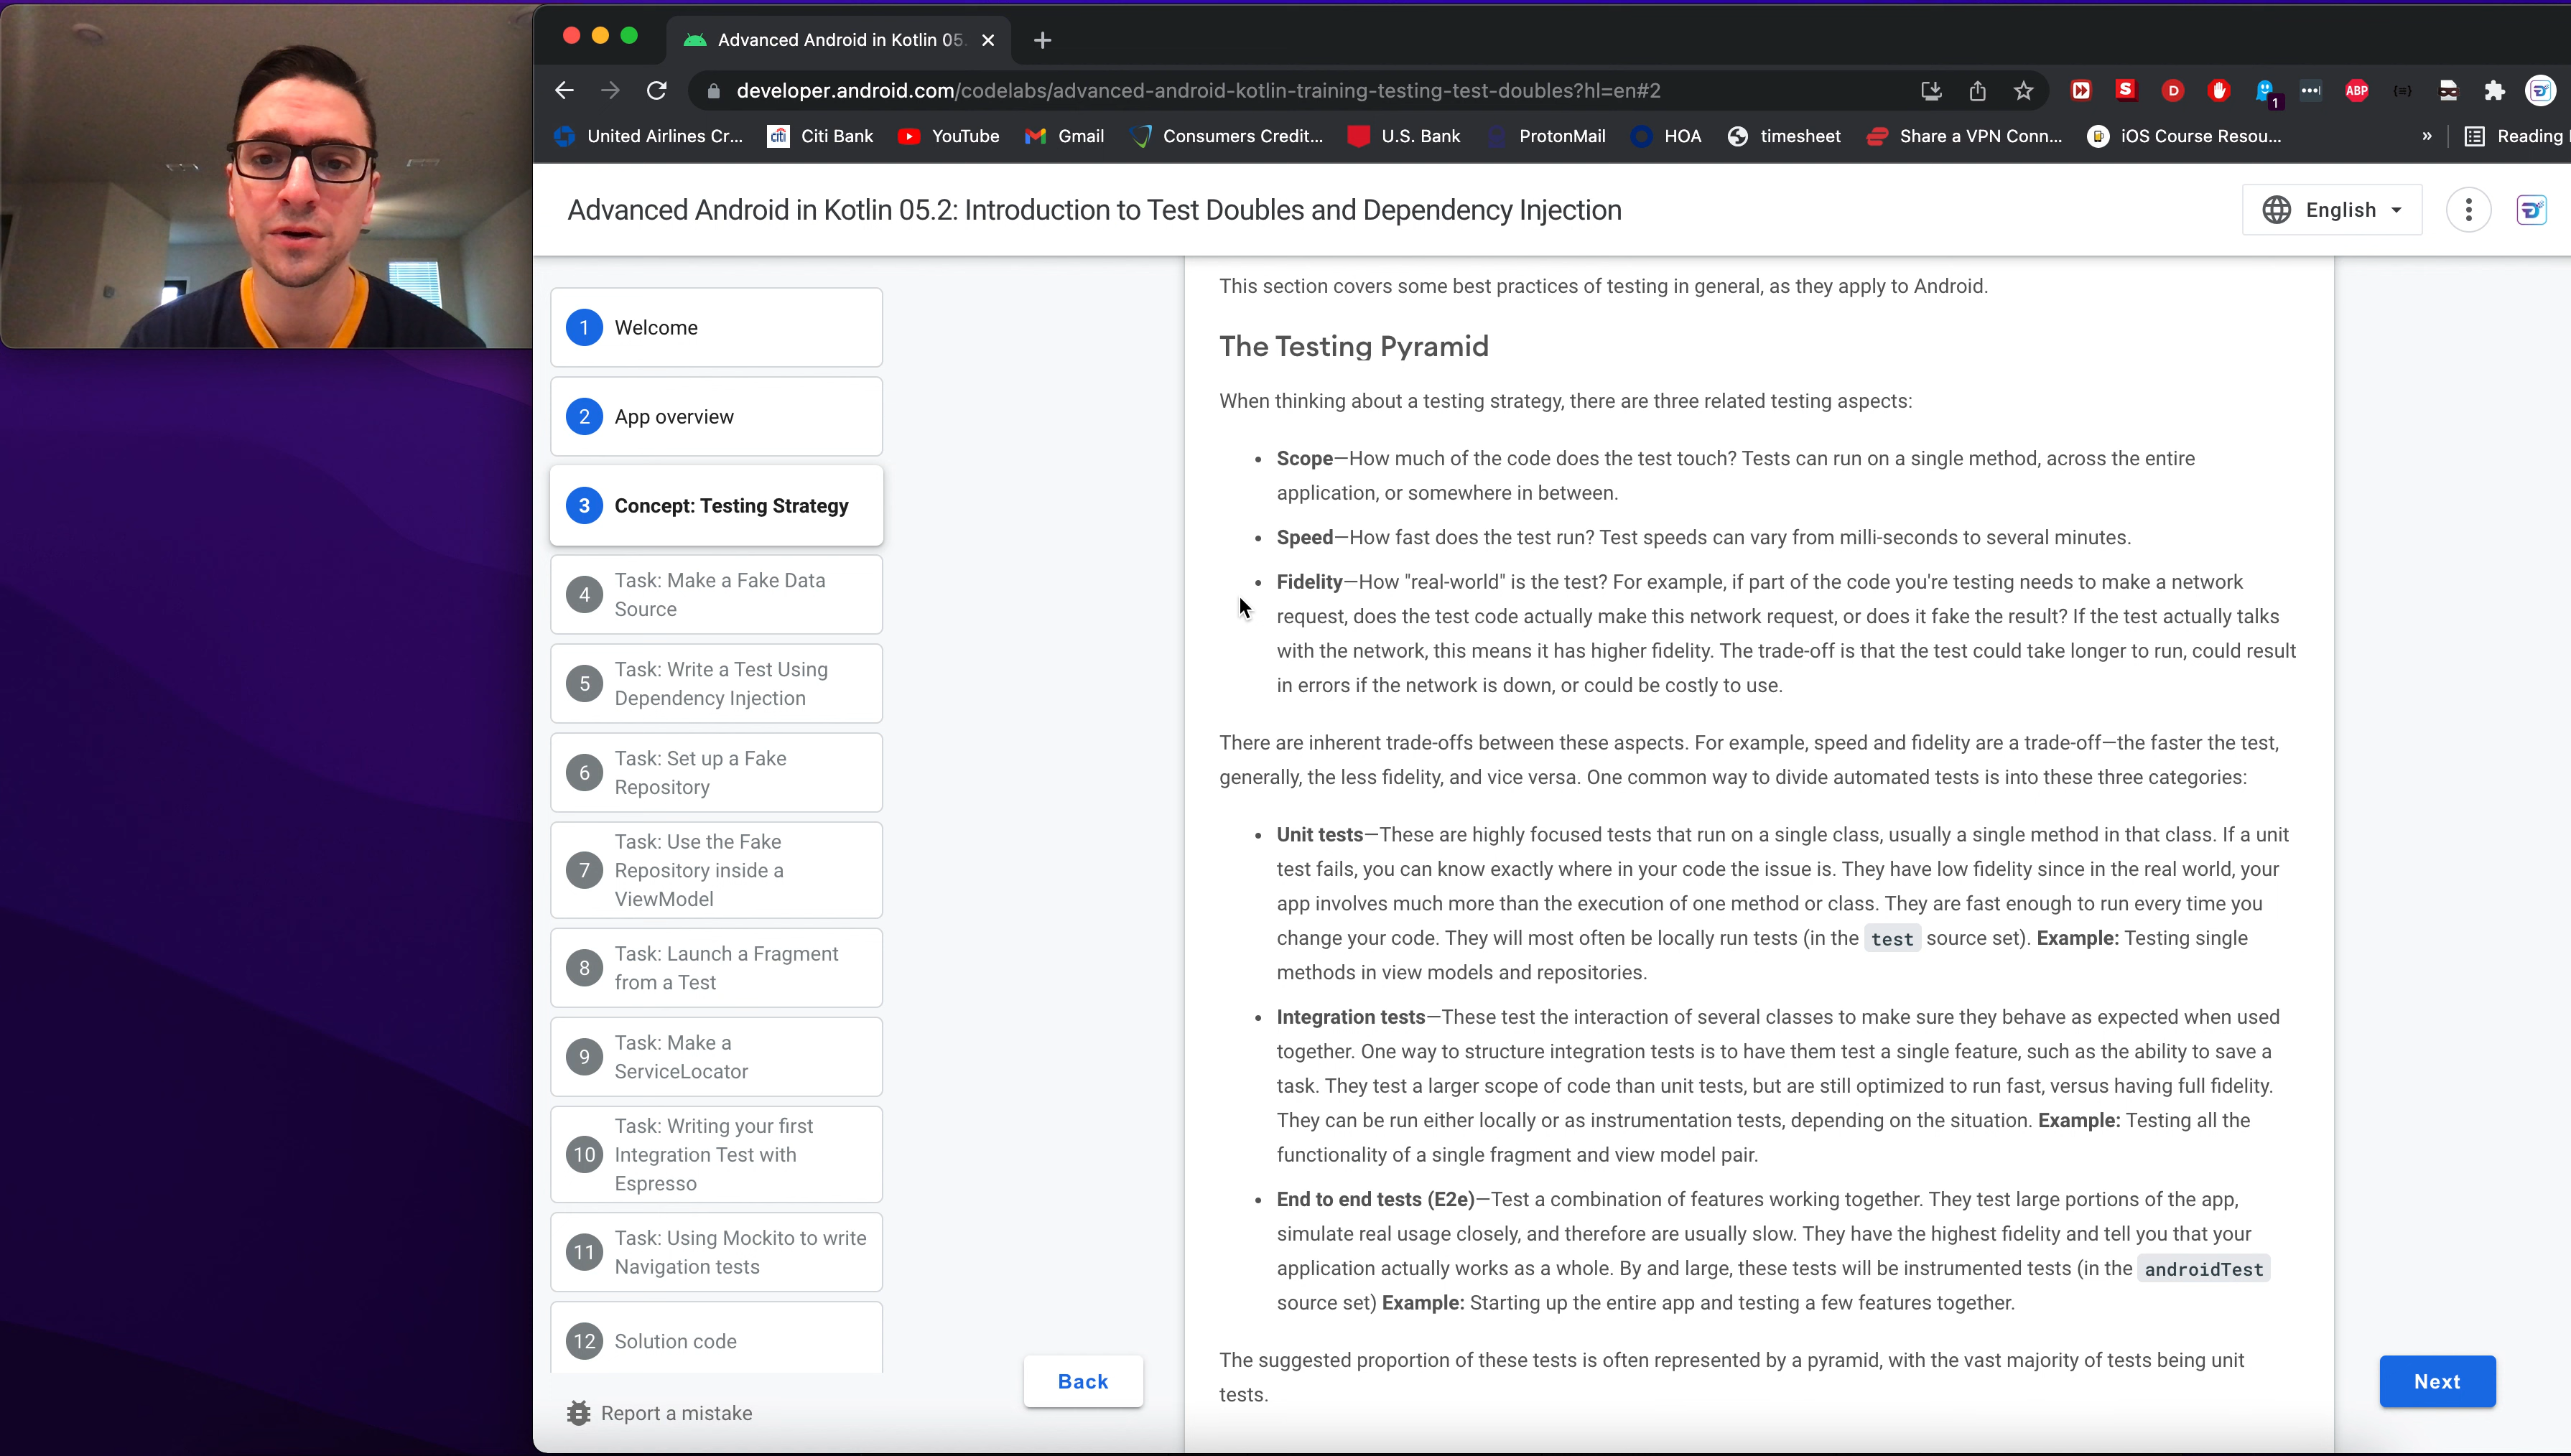 Advanced Android in Kotlin 05.
developer.android.com/codelabs/advanced-android-kotlin-training-testing-test-doubles?hl=en#2
S
D
1
ABP
United Airlines Cr...
citi
Citi Bank
YouTube
Gmail
Consumers Credit...
U.S. Bank
ProtonMail
HOA
timesheet
Share a VPN Conn...
iOS Course Resou...
»
Reading
Advanced Android in Kotlin 05.2: Introduction to Test Doubles and Dependency Injection
English
1 Welcome
2 App overview
3 Concept: Testing Strategy
4 Task: Make a Fake Data
Source
5 Task: Write a Test Using
Dependency Injection
6 Task: Set up a Fake
Repository
7 Task: Use the Fake
Repository inside a
ViewModel
8 Task: Launch a Fragment
from a Test
9 Task: Make a
ServiceLocator
10 Task: Writing your first
Integration Test with
Espresso
11 Task: Using Mockito to write
Navigation tests
12 Solution code
Report a mistake
Back
This section covers some best practices of testing in general, as they apply to Android.
The Testing Pyramid
When thinking about a testing strategy, there are three related testing aspects:
• Scope—How much of the code does the test touch? Tests can run on a single method, across the entire
application, or somewhere in between.
• Speed—How fast does the test run? Test speeds can vary from milli-seconds to several minutes.
• Fidelity—How "real-world" is the test? For example, if part of the code you're testing needs to make a network
request, does the test code actually make this network request, or does it fake the result? If the test actually talks
with the network, this means it has higher fidelity. The trade-off is that the test could take longer to run, could result
in errors if the network is down, or could be costly to use.
There are inherent trade-offs between these aspects. For example, speed and fidelity are a trade-off—the faster the test,
generally, the less fidelity, and vice versa. One common way to divide automated tests is into these three categories:
• Unit tests—These are highly focused tests that run on a single class, usually a single method in that class. If a unit
test fails, you can know exactly where in your code the issue is. They have low fidelity since in the real world, your
app involves much more than the execution of one method or class. They are fast enough to run every time you
change your code. They will most often be locally run tests (in the test source set). Example: Testing single
methods in view models and repositories.
• Integration tests—These test the interaction of several classes to make sure they behave as expected when used
together. One way to structure integration tests is to have them test a single feature, such as the ability to save a
task. They test a larger scope of code than unit tests, but are still optimized to run fast, versus having full fidelity.
They can be run either locally or as instrumentation tests, depending on the situation. Example: Testing all the
functionality of a single fragment and view model pair.
• End to end tests (E2e)—Test a combination of features working together. They test large portions of the app,
simulate real usage closely, and therefore are usually slow. They have the highest fidelity and tell you that your
application actually works as a whole. By and large, these tests will be instrumented tests (in the androidTest
source set) Example: Starting up the entire app and testing a few features together.
The suggested proportion of these tests is often represented by a pyramid, with the vast majority of tests being unit
tests.
Next